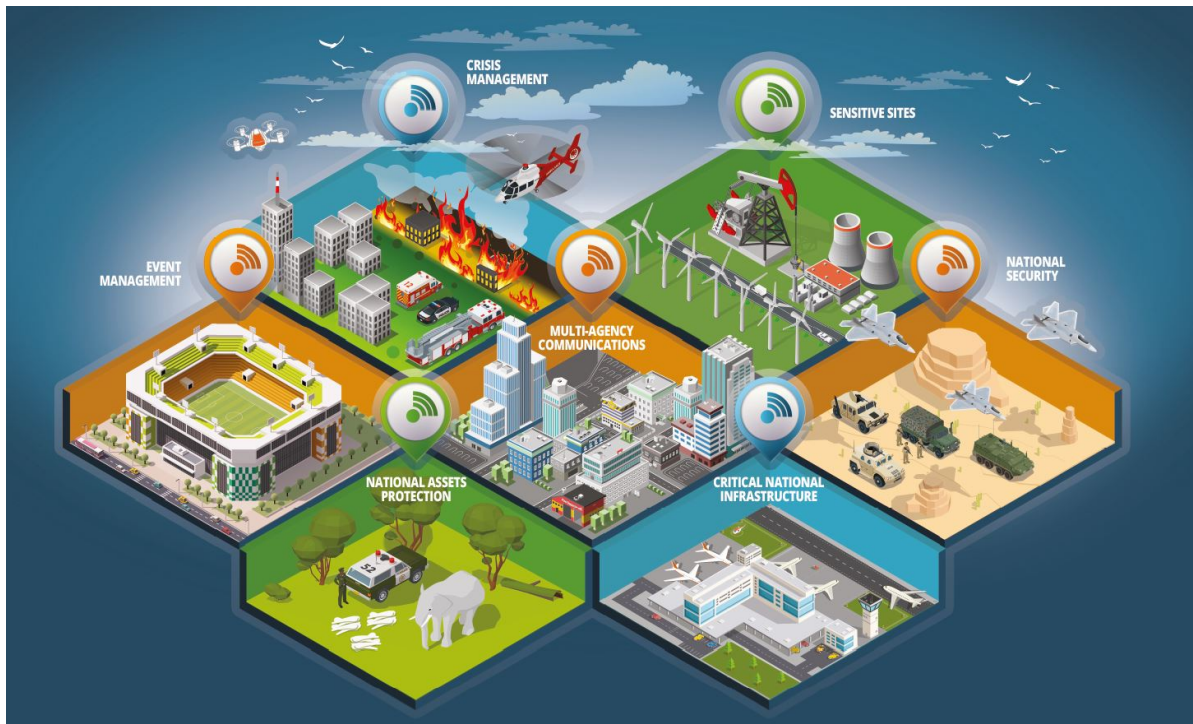 CRISIS
MANAGEMENT
SENSITIVE SITES
EVENT
MANAGEMENT
NATIONAL
SECURITY
MULTI-AGENCY
COMMUNICATIONS
NATIONAL ASSETS
PROTECTION
CRITICAL NATIONAL
INFRASTRUCTURE
52